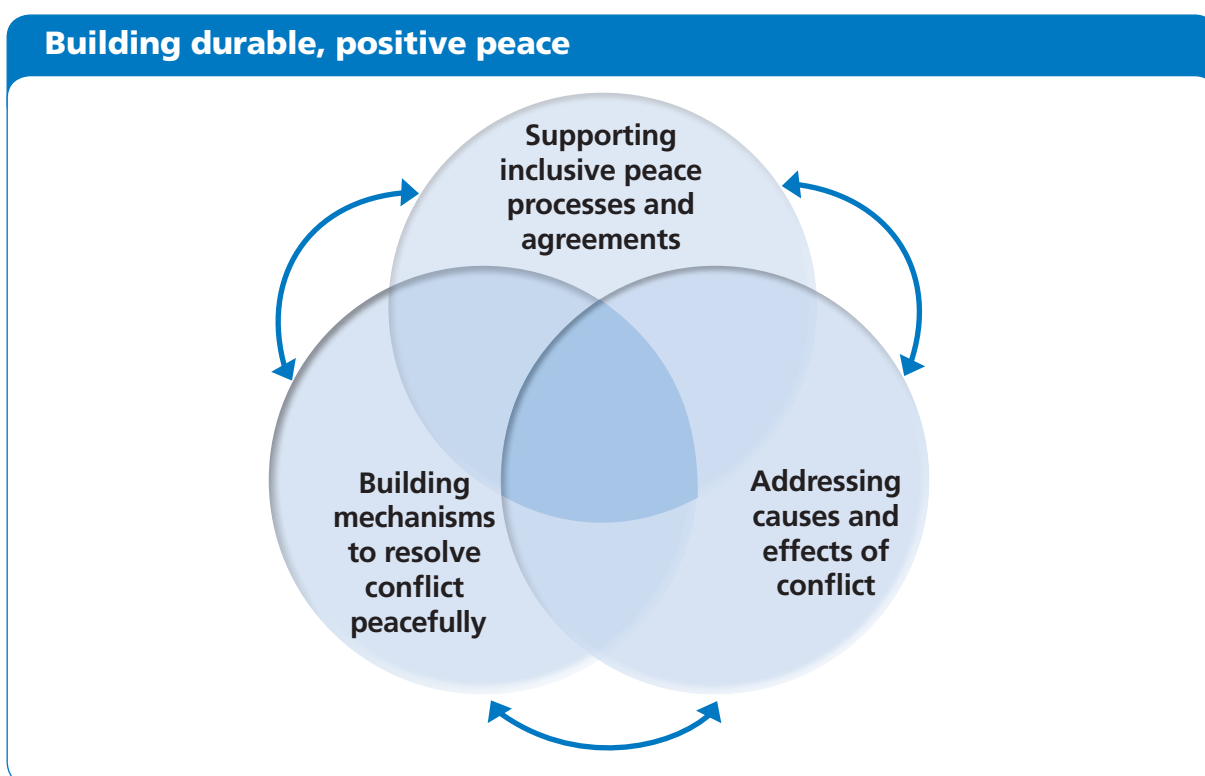 Building durable, positive peace
Supporting
inclusive peace
processes and
agreements
Building
mechanisms
to resolve
conflict
peacefully
Addressing
causes and
effects of
conflict